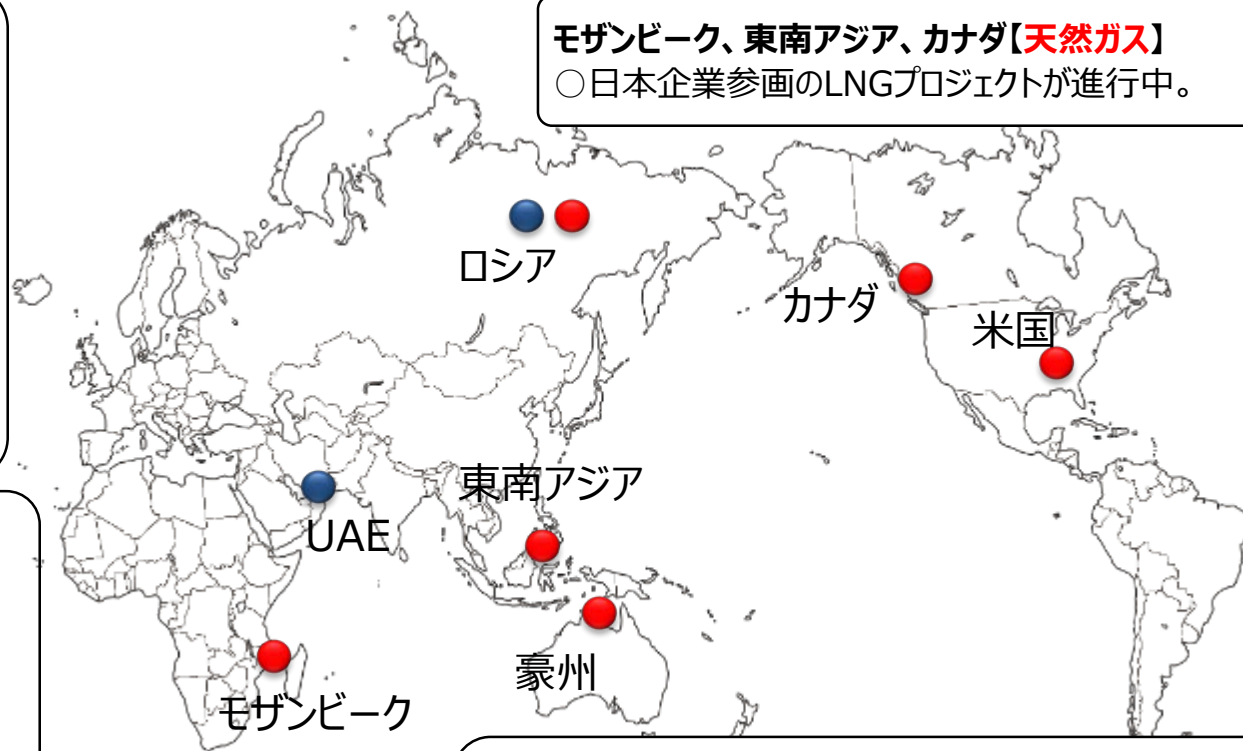 モザンビーク、東南アジア、カナダ【天然ガス】
○日本企業参画のLNGプロジェクトが進行中。
ロシア
カナダ
米国
東南アジア
UAE
豪州
モザンビーク